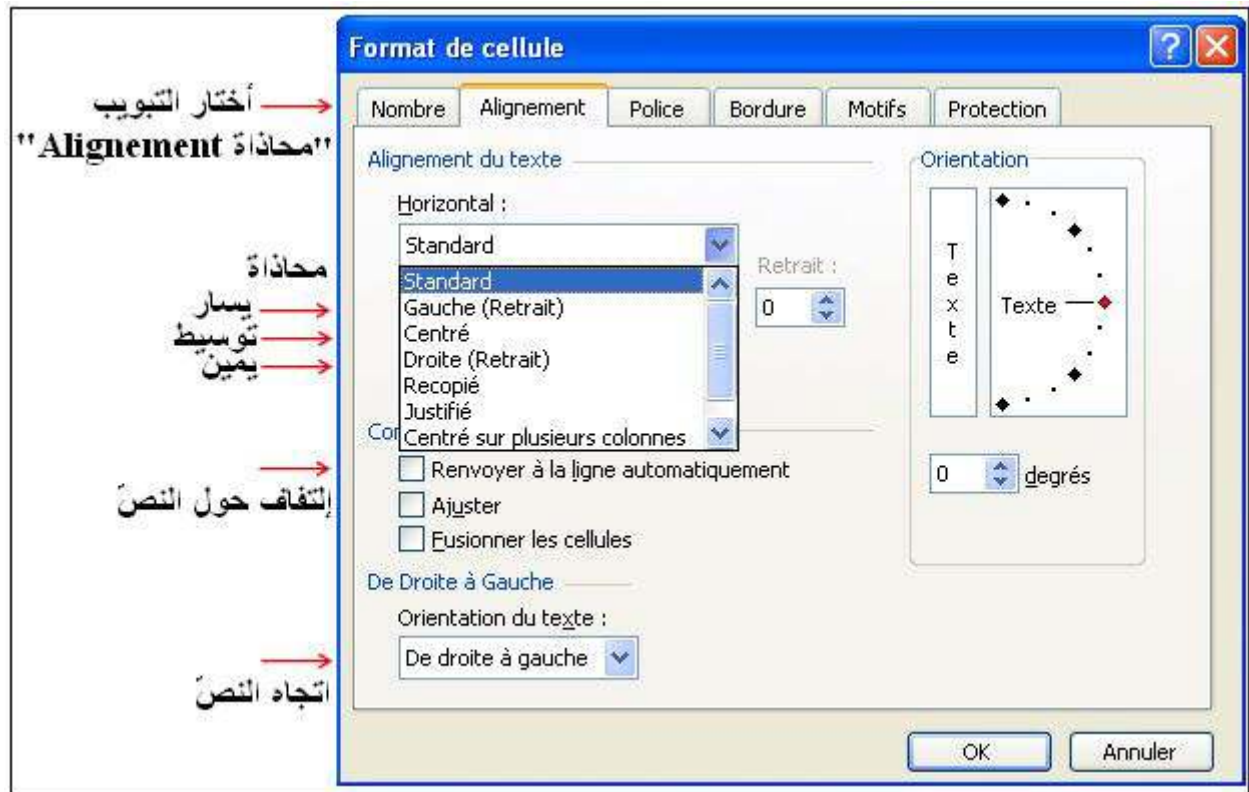 Format de cellule
أختار التبويب
"محاذاة Alignement"
Nombre Alignement Police Bordure Motifs Protection
Alignement du texte
Horizontal :
Standard
Retrait :
0
محاذاة
يسار
توسيط
يمين
Standard
Gauche (Retrait)
Centré
Droite (Retrait)
Recopié
Justifié
Centré sur plusieurs colonnes
Orientation
Texte
Texte
0 degrés
إلتفاف حول النصّ
Renvoyer à la ligne automatiquement
Ajuster
Fusionner les cellules
De Droite à Gauche
Orientation du texte :
De droite à gauche
اتجاه النصّ
OK Annuler